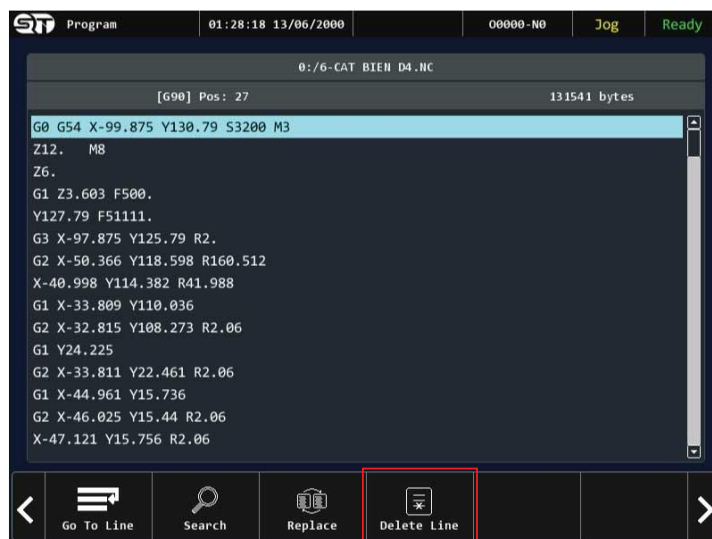 ST Program 01:28:18 13/06/2000 O0000-N0 Jog Ready
0:/6-CAT BIEN D4.NC
[G90] Pos: 27 131541 bytes
G0 G54 X-99.875 Y130.79 S3200 M3
Z12. M8
Z6.
G1 Z3.603 F500.
Y127.79 F51111.
G3 X-97.875 Y125.79 R2.
G2 X-50.366 Y118.598 R160.512
X-40.998 Y114.382 R41.988
G1 X-33.809 Y110.036
G2 X-32.815 Y108.273 R2.06
G1 Y24.225
G2 X-33.811 Y22.461 R2.06
G1 X-44.961 Y15.736
G2 X-46.025 Y15.44 R2.06
X-47.121 Y15.756 R2.06
Go To Line Search Replace Delete Line